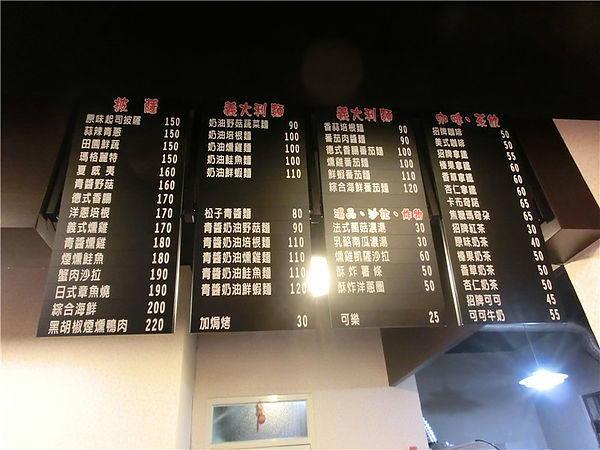 披薩
原味起司披薩 150
蒜辣青蔥 150
田園鮮蔬 150
瑪格麗特 150
夏威夷 160
青醬野菇 160
德式香腸 170
洋蔥培根 170
義式燻雞 170
青醬燻雞 180
煙燻鮭魚 180
蟹肉沙拉 190
日式章魚燒 190
綜合海鮮 200
黑胡椒煙燻鴨肉 220
義大利麵
奶油野菇蔬菜麵 90
奶油培根麵 100
奶油燻雞麵 100
奶油鮭魚麵 100
奶油鮮蝦麵 110
松子青醬麵 80
青醬奶油野菇麵 90
青醬奶油培根麵 110
青醬奶油燻雞麵 110
青醬奶油鮭魚麵 110
青醬奶油鮮蝦麵 120
加焗烤 30
義大利麵
香蒜培根麵 90
番茄肉醬麵 90
德式香腸番茄麵 100
燻雞番茄麵 100
鮮蝦番茄麵 110
綜合海鮮番茄麵 120
湯品、沙拉、炸物
法式菌菇濃湯 30
乳酪南瓜濃湯 30
燻雞凱薩沙拉 60
酥炸薯條 50
酥炸洋蔥圈 50
可樂 25
咖啡、茶飲
招牌咖啡 50
美式咖啡 50
招牌拿鐵 55
榛果拿鐵 60
香草拿鐵 60
杏仁拿鐵 60
卡布奇諾 65
焦糖瑪奇朵 65
招牌紅茶 30
原味奶茶 40
榛果奶茶 50
香草奶茶 50
杏仁奶茶 50
招牌可可 45
可可牛奶 55